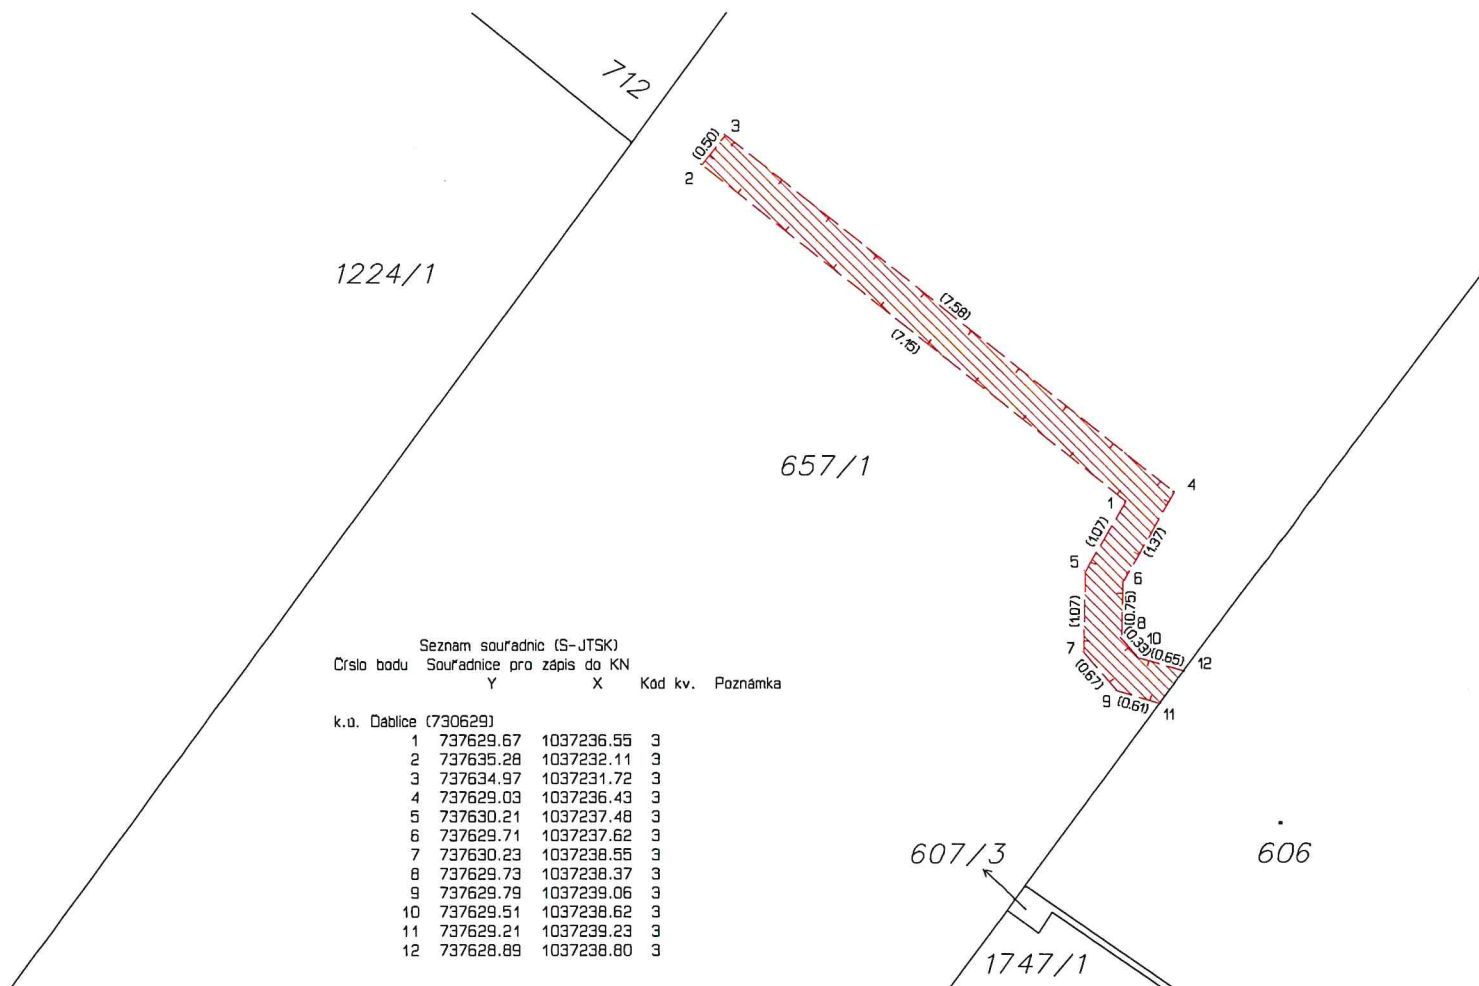 712
3
(0.50)
2
1224/1
(7.58)
(7.15)
657/1
4
1
(1.07)
(1.37)
5
6
(1.07)
(0.75)
8
10
(0.33)
(0.65)
12
7
(0.67)
9
(0.61)
11
Seznam souřadnic (S-JTSK)
Číslo bodu Souřadnice pro zápis do KN
Y X Kód kv. Poznámka
k.ú. Ďáblice (730629)
1 737629.67 1037236.55 3
2 737635.28 1037232.11 3
3 737634.97 1037231.72 3
4 737629.03 1037236.43 3
5 737630.21 1037237.48 3
6 737629.71 1037237.62 3
7 737630.23 1037238.55 3
8 737629.73 1037238.37 3
9 737629.79 1037239.06 3
10 737629.51 1037238.62 3
11 737629.21 1037239.23 3
12 737628.89 1037238.80 3
607/3
606
1747/1